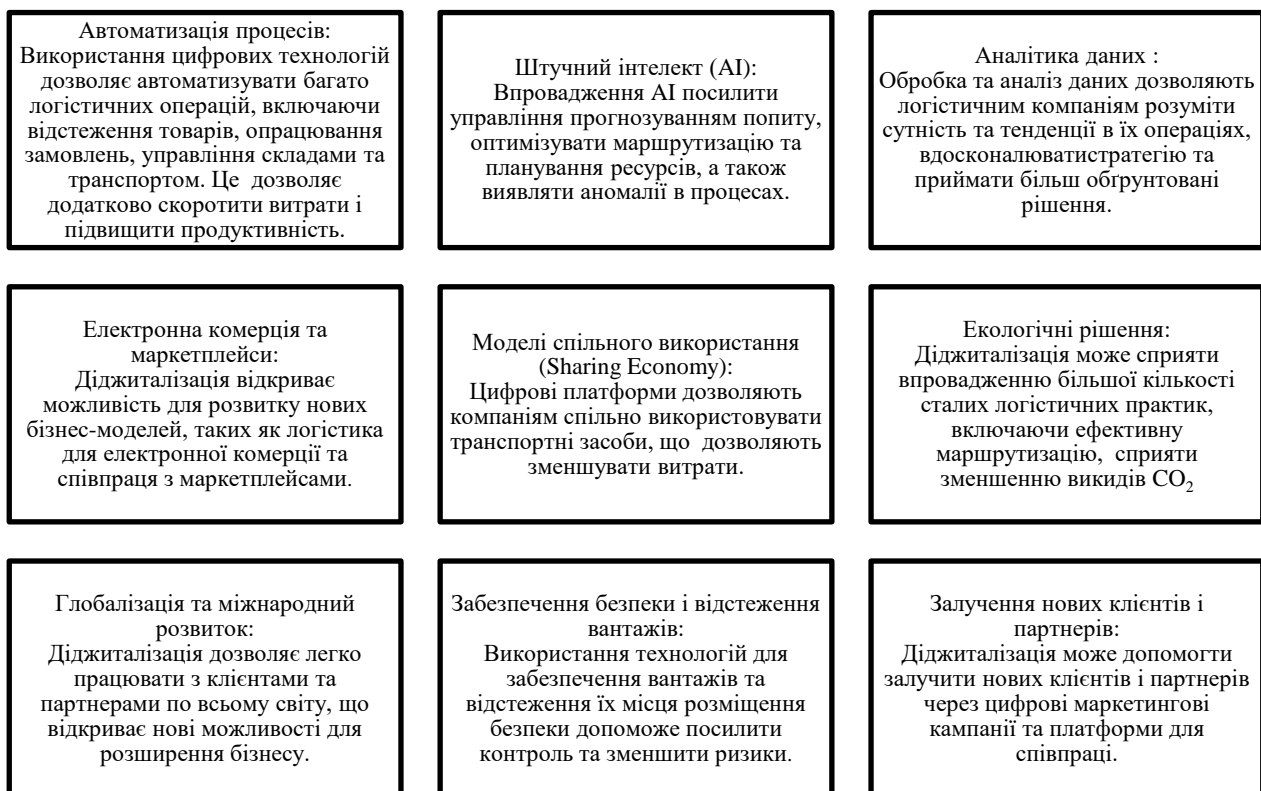 Автоматизація процесів:
Використання цифрових технологій
дозволяє автоматизувати багато
логістичних операцій, включаючи
відстеження товарів, опрацювання
замовлень, управління складами та
транспортом. Це дозволяє
додатково скоротити витрати і
підвищити продуктивність.
Штучний інтелект (AI):
Впровадження AI посилити
управління прогнозуванням попиту,
оптимізувати маршрутизацію та
планування ресурсів, а також
виявляти аномалії в процесах.
Аналітика даних :
Обробка та аналіз даних дозволяють
логістичним компаніям розуміти
сутність та тенденції в їх операціях,
вдосконалюватистратегію та
приймати більш обґрунтовані
рішення.
Електронна комерція та
маркетплейси:
Діджиталізація відкриває
можливість для розвитку нових
бізнес-моделей, таких як логістика
для електронної комерції та
співпраця з маркетплейсами.
Моделі спільного використання
(Sharing Economy):
Цифрові платформи дозволяють
компаніям спільно використовувати
транспортні засоби, що дозволяють
зменшувати витрати.
Екологічні рішення:
Діджиталізація може сприяти
впровадженню більшої кількості
сталих логістичних практик,
включаючи ефективну
маршрутизацію, сприяти
зменшенню викидів CO₂
Глобалізація та міжнародний
розвиток:
Діджиталізація дозволяє легко
працювати з клієнтами та
партнерами по всьому світу, що
відкриває нові можливості для
розширення бізнесу.
Забезпечення безпеки і відстеження
вантажів:
Використання технологій для
забезпечення вантажів та
відстеження їх місця розміщення
безпеки допоможе посилити
контроль та зменшити ризики.
Залучення нових клієнтів і
партнерів:
Діджиталізація може допомогти
залучити нових клієнтів і партнерів
через цифрові маркетингові
кампанії та платформи для
співпраці.